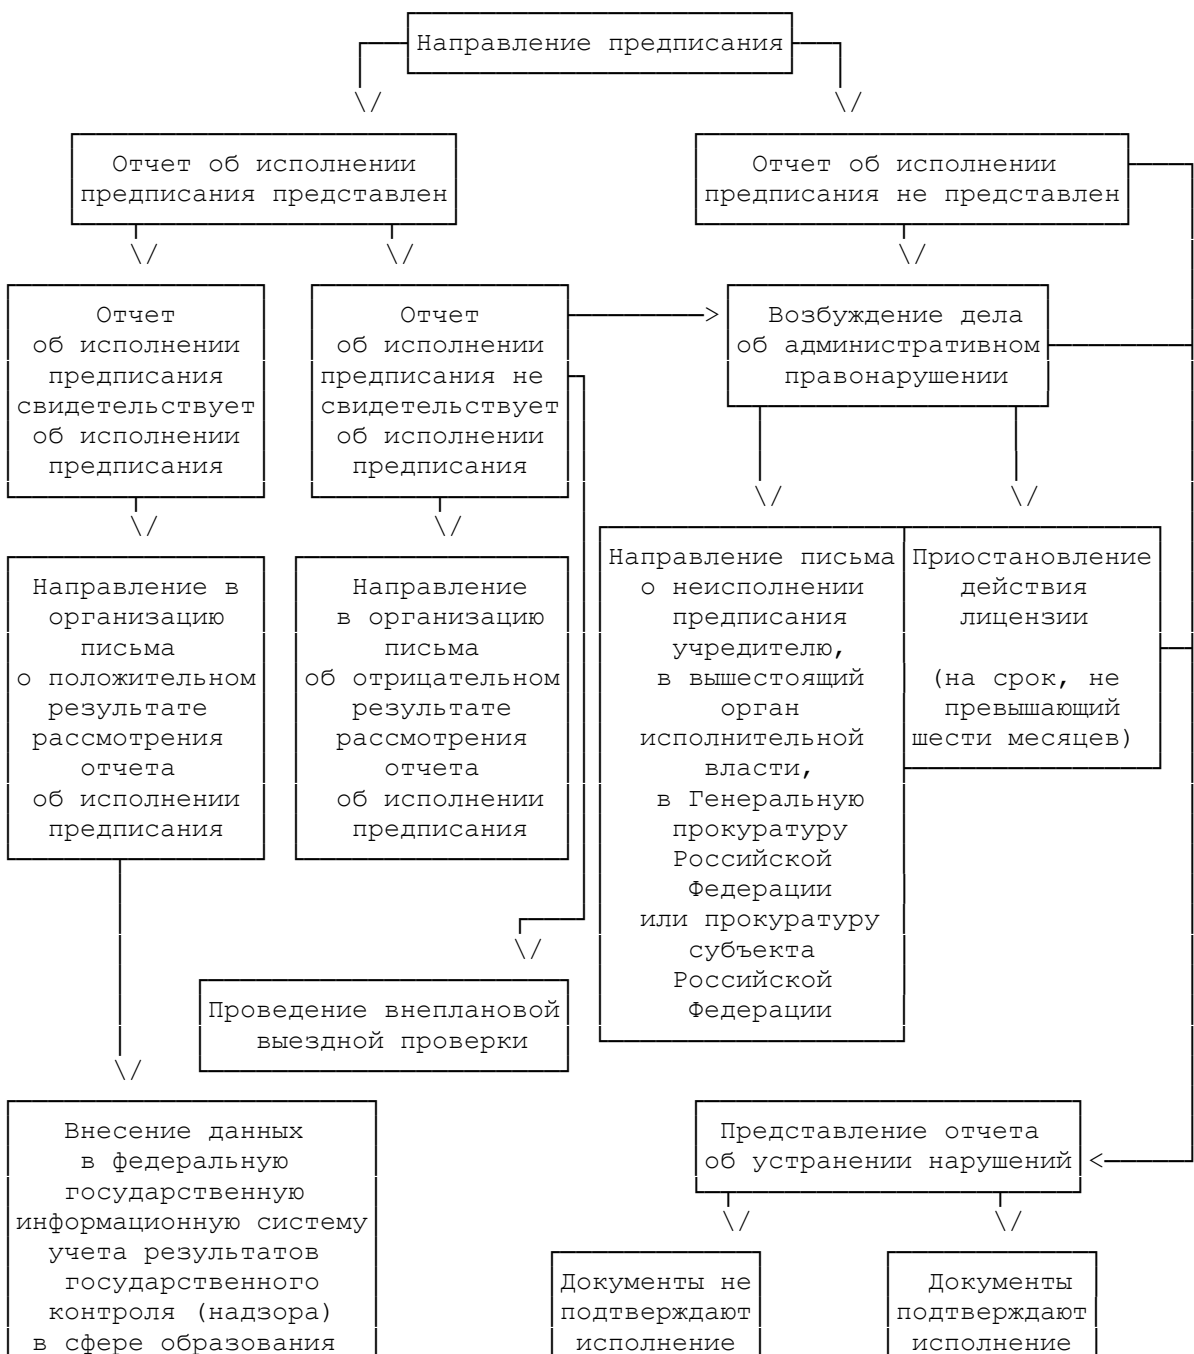 Направление предписания
Отчет об исполнении
предписания представлен
Отчет об исполнении
предписания не представлен
Отчет
об исполнении
предписания
свидетельствует
об исполнении
предписания
Отчет
об исполнении
предписания не
свидетельствует
об исполнении
предписания
Возбуждение дела
об административном
правонарушении
Направление в
организацию
письма
о положительном
результате
рассмотрения
отчета
об исполнении
предписания
Направление
в организацию
письма
об отрицательном
результате
рассмотрения
отчета
об исполнении
предписания
Направление письма
о неисполнении
предписания
учредителю,
в вышестоящий
орган
исполнительной
власти,
в Генеральную
прокуратуру
Российской
Федерации
или прокуратуру
субъекта
Российской
Федерации
Приостановление
действия
лицензии
(на срок, не
превышающий
шести месяцев)
Проведение внеплановой
выездной проверки
Внесение данных
в федеральную
государственную
информационную систему
учета результатов
государственного
контроля (надзора)
в сфере образования
Представление отчета
об устранении нарушений
Документы не
подтверждают
исполнение
Документы
подтверждают
исполнение